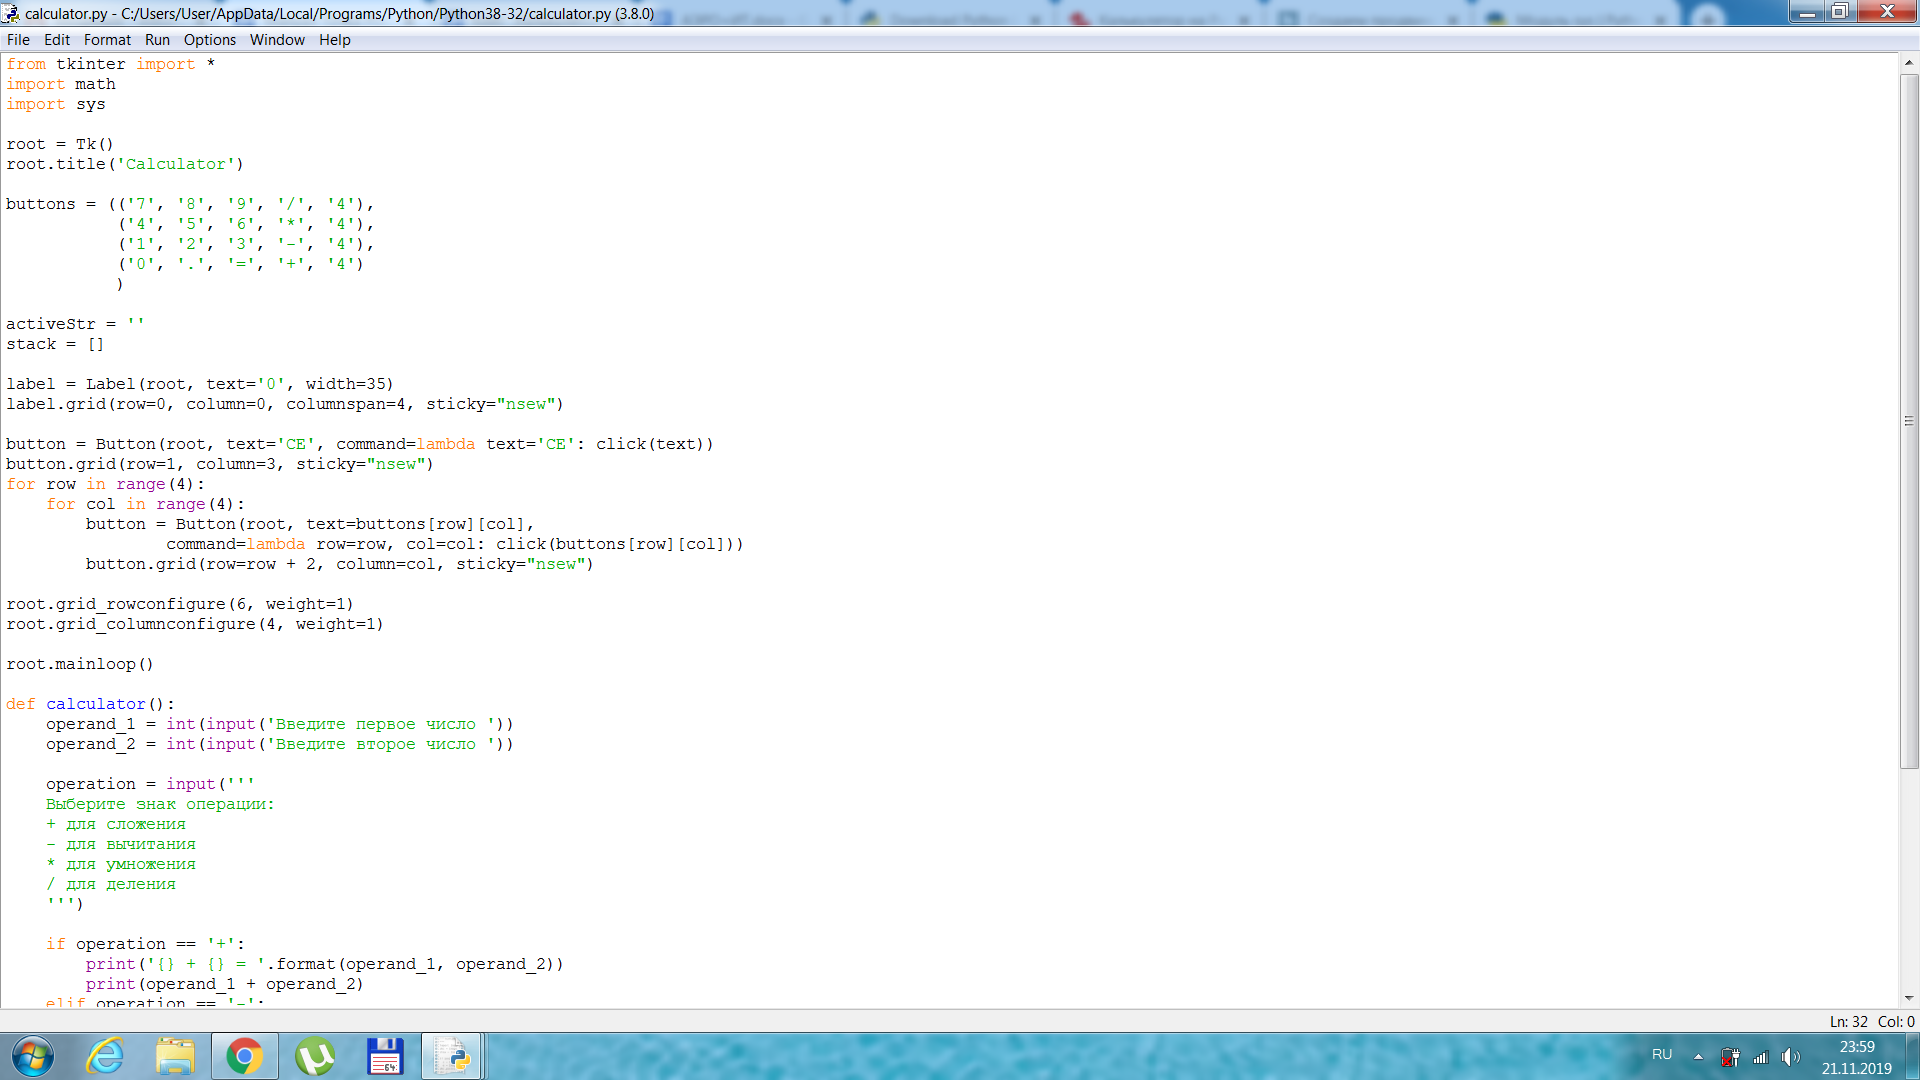 calculator.py - C:/Users/User/AppData/Local/Programs/Python/Python38-32/calculator.py (3.8.0)
File Edit Format Run Options Window Help
from tkinter import *
import math
import sys

root = Tk()
root.title('Calculator')

buttons = (('7', '8', '9', '/', '4'),
           ('4', '5', '6', '*', '4'),
           ('1', '2', '3', '-', '4'),
           ('0', '.', '=', '+', '4')
           )

activeStr = ''
stack = []

label = Label(root, text='0', width=35)
label.grid(row=0, column=0, columnspan=4, sticky="nsew")

button = Button(root, text='CE', command=lambda text='CE': click(text))
button.grid(row=1, column=3, sticky="nsew")
for row in range(4):
    for col in range(4):
        button = Button(root, text=buttons[row][col],
                command=lambda row=row, col=col: click(buttons[row][col]))
        button.grid(row=row + 2, column=col, sticky="nsew")

root.grid_rowconfigure(6, weight=1)
root.grid_columnconfigure(4, weight=1)

root.mainloop()

def calculator():
    operand_1 = int(input('Введите первое число '))
    operand_2 = int(input('Введите второе число '))

    operation = input('''
    Выберите знак операции:
    + для сложения
    - для вычитания
    * для умножения
    / для деления
    ''')

    if operation == '+':
        print('{} + {} = '.format(operand_1, operand_2))
        print(operand_1 + operand_2)
    elif operation == '-':
Ln: 32 Col: 0
64
RU
23:59
21.11.2019